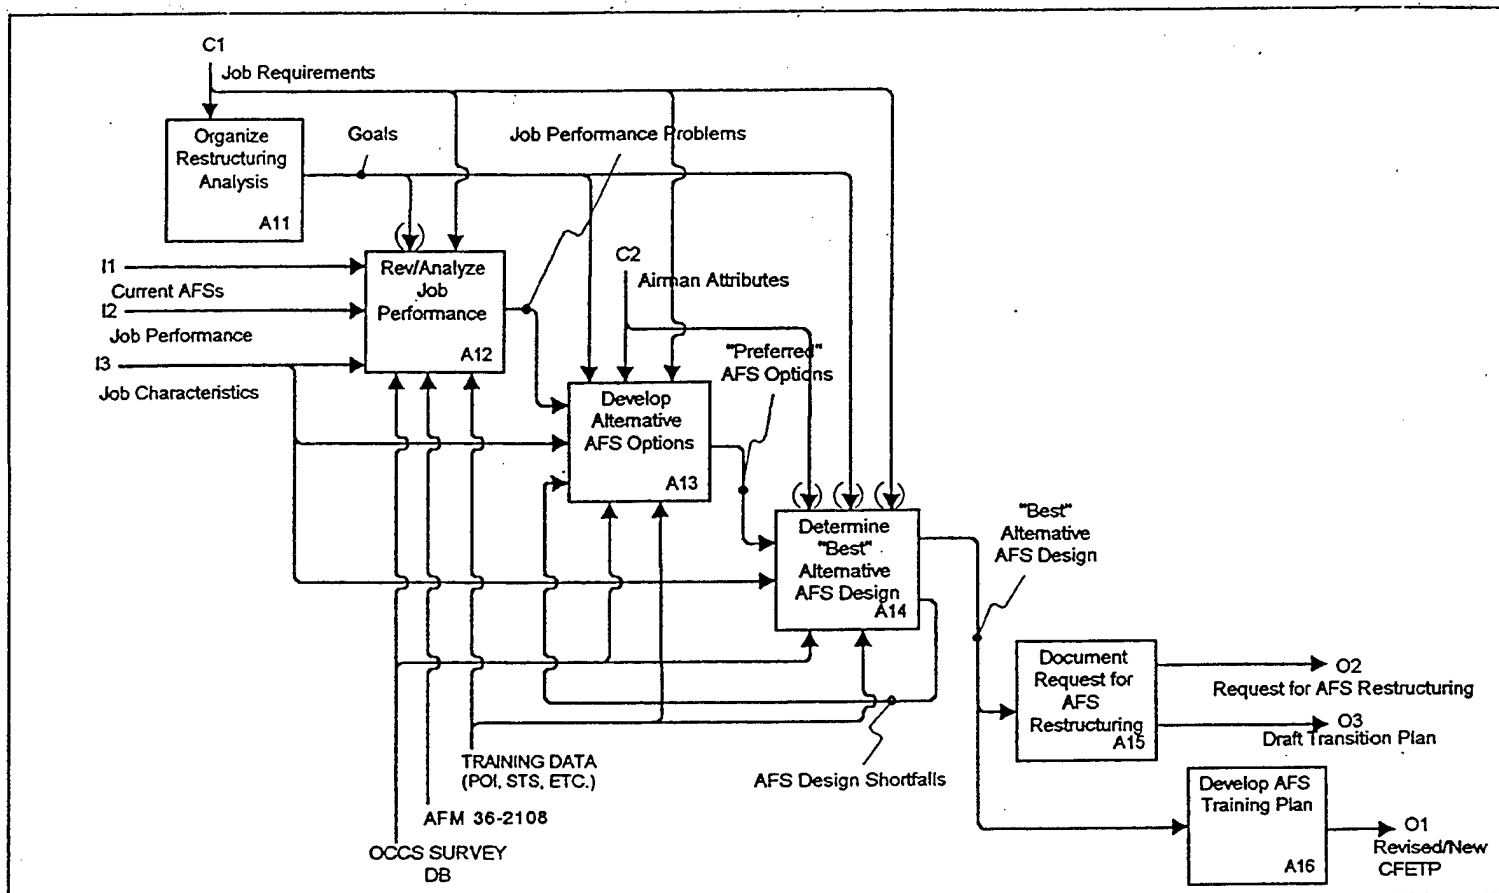 C1
Job Requirements
Organize
Restructuring
Analysis
A11
Goals
Job Performance Problems
I1
Current AFSs
I2
Job Performance
I3
Job Characteristics
Rev/Analyze
Job
Performance
A12
C2
Airman Attributes
"Preferred"
AFS Options
Develop
Alternative
AFS Options
A13
Determine
"Best"
Alternative
AFS Design
A14
"Best"
Alternative
AFS Design
Document
Request for
AFS
Restructuring
A15
O2
Request for AFS Restructuring
O3
Draft Transition Plan
TRAINING DATA
(POI, STS, ETC.)
AFS Design Shortfalls
AFM 36-2108
OCCS SURVEY
DB
Develop AFS
Training Plan
A16
O1
Revised/New
CFETP